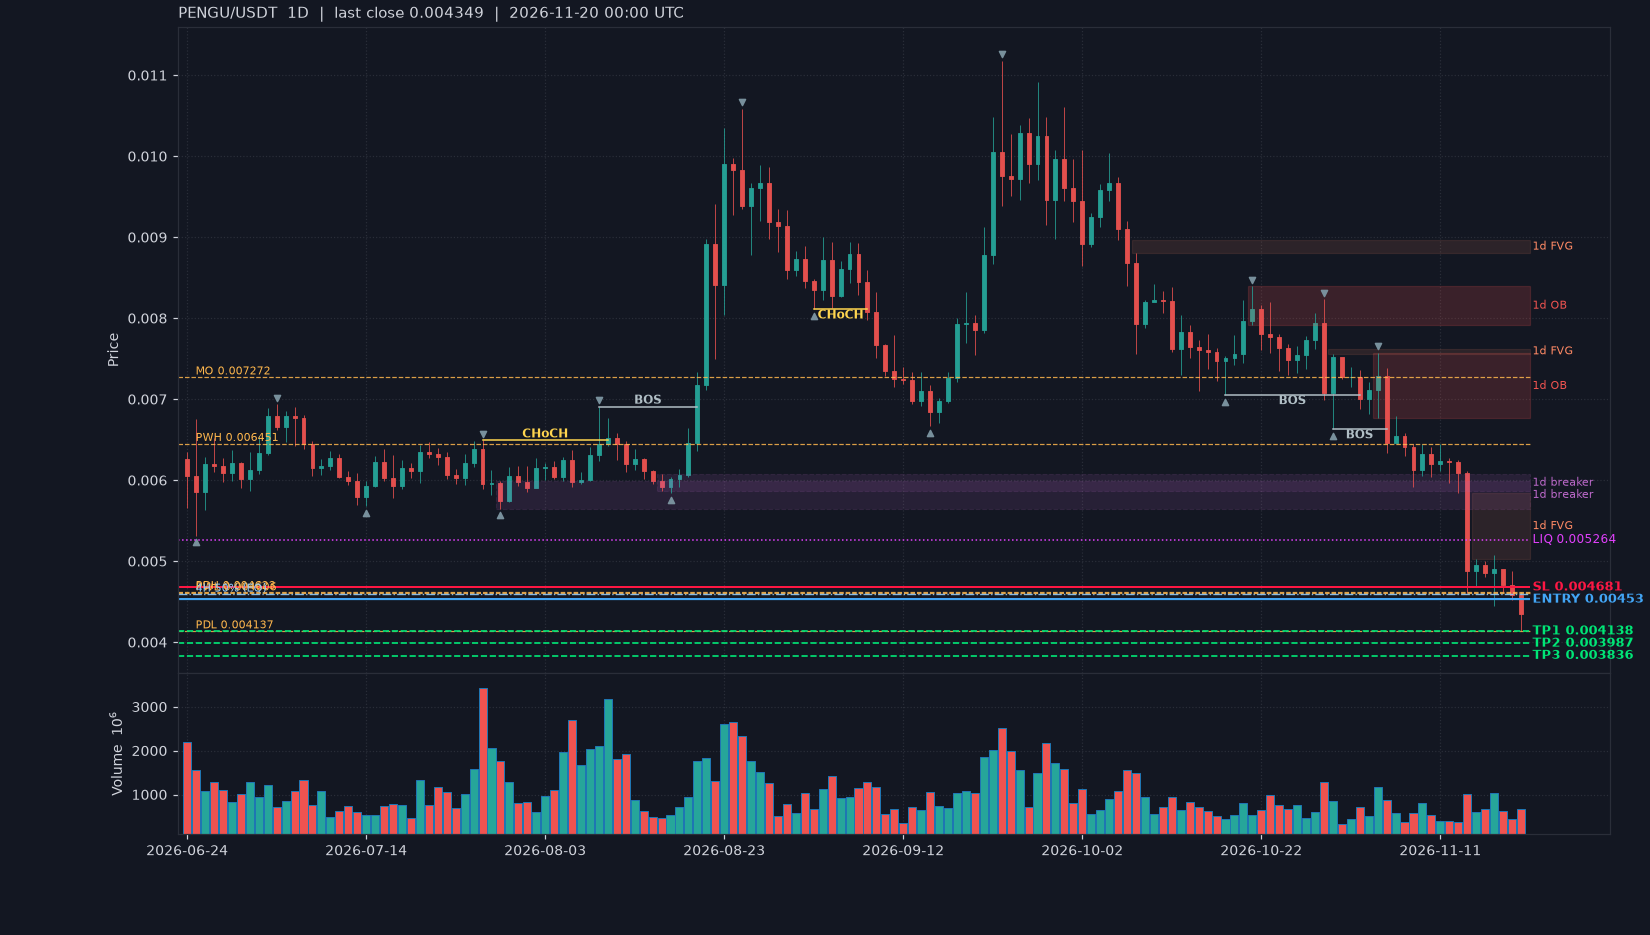 PENGU/USDT  1D  |  last close 0.004349  |  2026-11-20 00:00 UTC
0.011
0.010
0.009
0.008
0.007
0.006
0.005
0.004
Price
1d FVG
1d OB
1d FVG
1d OB
1d breaker
1d breaker
1d FVG
LIQ 0.005264
SL 0.004681
ENTRY 0.00453
TP1 0.004138
TP2 0.003987
TP3 0.003836
MO 0.007272
PWH 0.006451
PDH 0.004623
PDL 0.004137
CHoCH
BOS
CHoCH
BOS
BOS
3000
2000
1000
Volume 10⁶
2026-06-24
2026-07-14
2026-08-03
2026-08-23
2026-09-12
2026-10-02
2026-10-22
2026-11-11